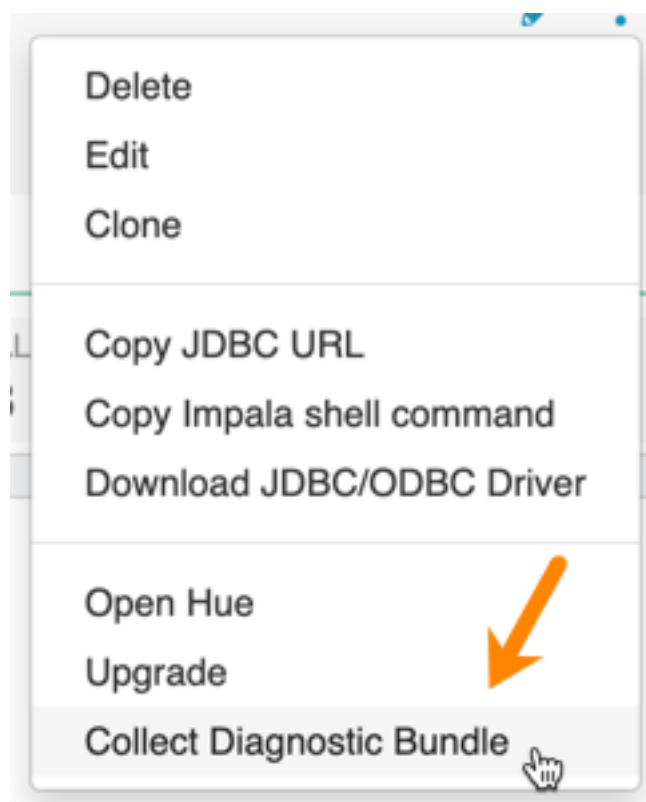 Delete
Edit
Clone
Copy JDBC URL
Copy Impala shell command
Download JDBC/ODBC Driver
Open Hue
Upgrade
Collect Diagnostic Bundle